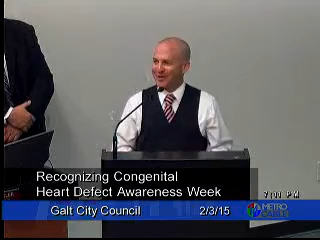 Recognizing Congenital
Heart Defect Awareness Week
7:11 PM
Galt City Council 2/3/15
METRO
CABLE